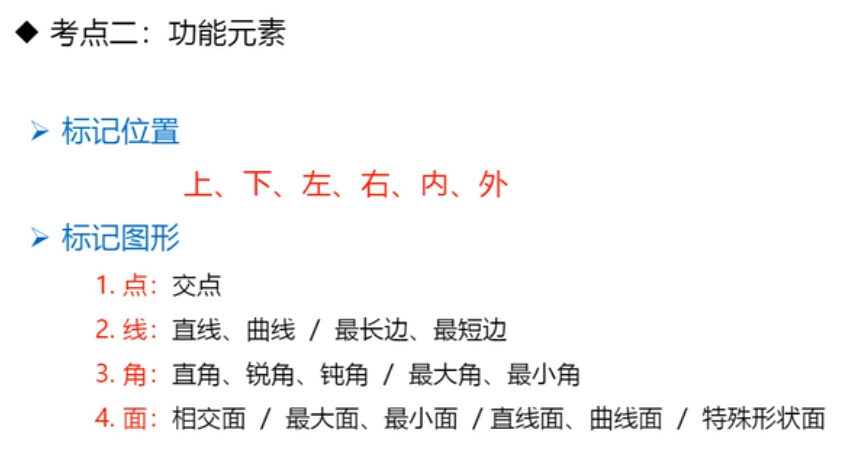 ◆ 考点二：功能元素
➢ 标记位置
上、下、左、右、内、外
➢ 标记图形
1. 点：交点
2. 线：直线、曲线 / 最长边、最短边
3. 角：直角、锐角、钝角 / 最大角、最小角
4. 面：相交面 / 最大面、最小面 / 直线面、曲线面 / 特殊形状面